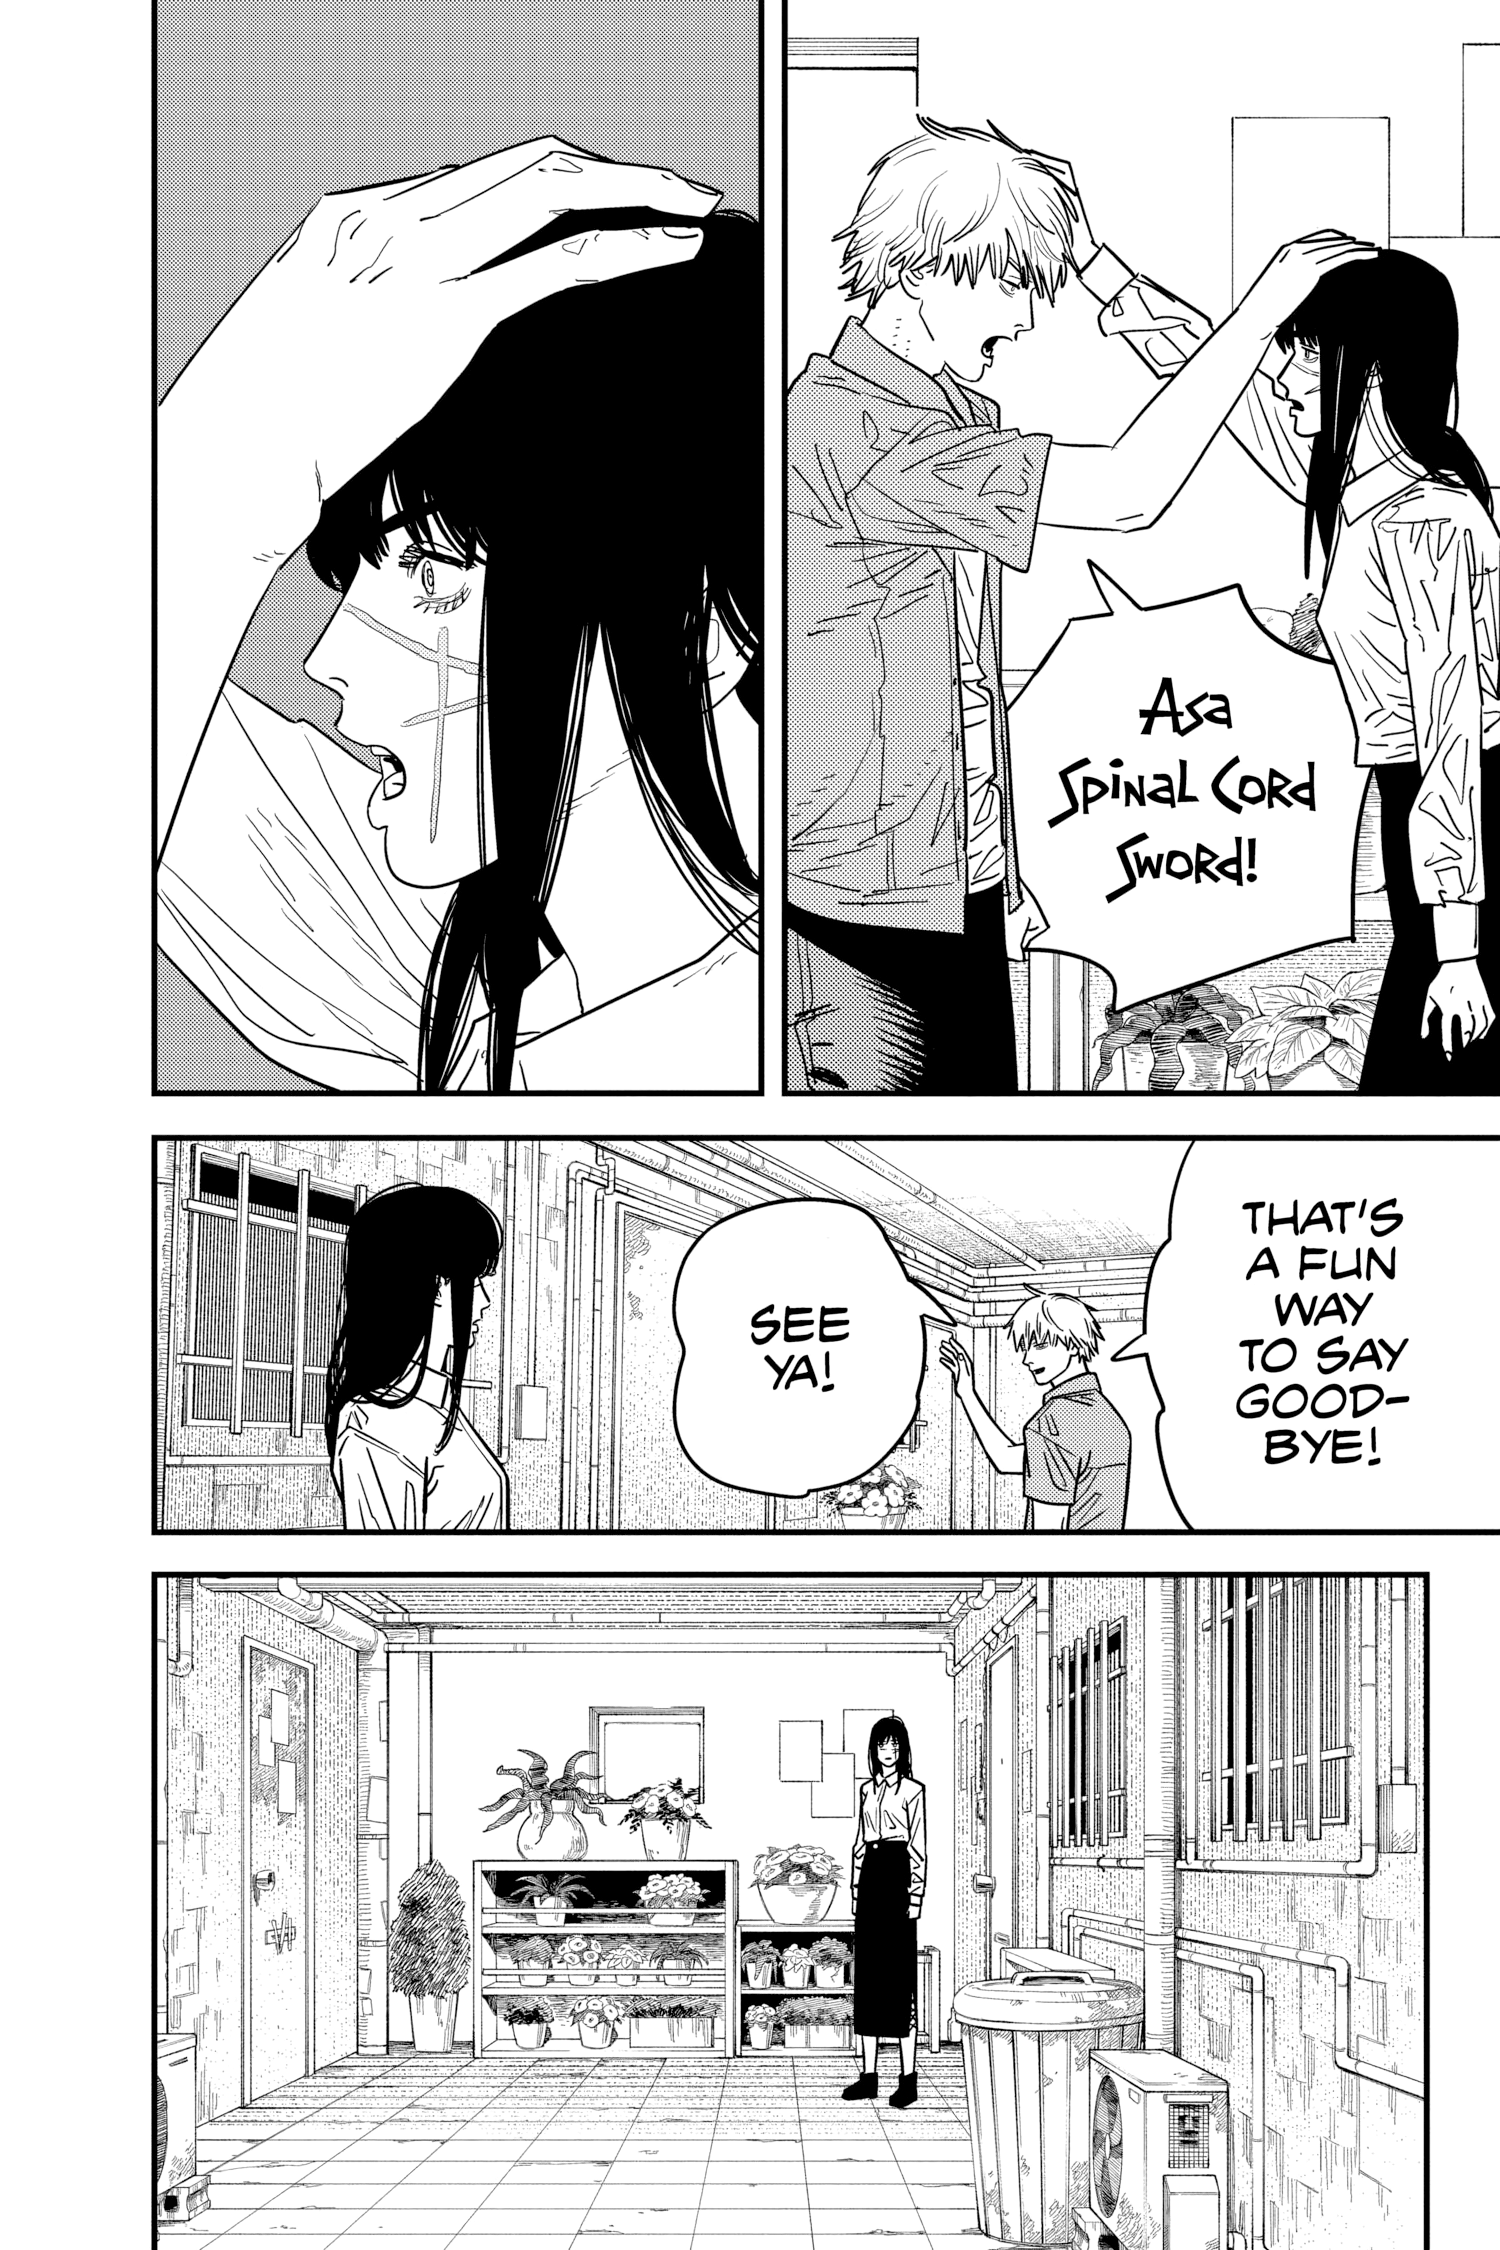 Asa
Spinal Cord
Sword!
THAT'S
A FUN
WAY
TO SAY
GOOD-
BYE!
SEE
YA!